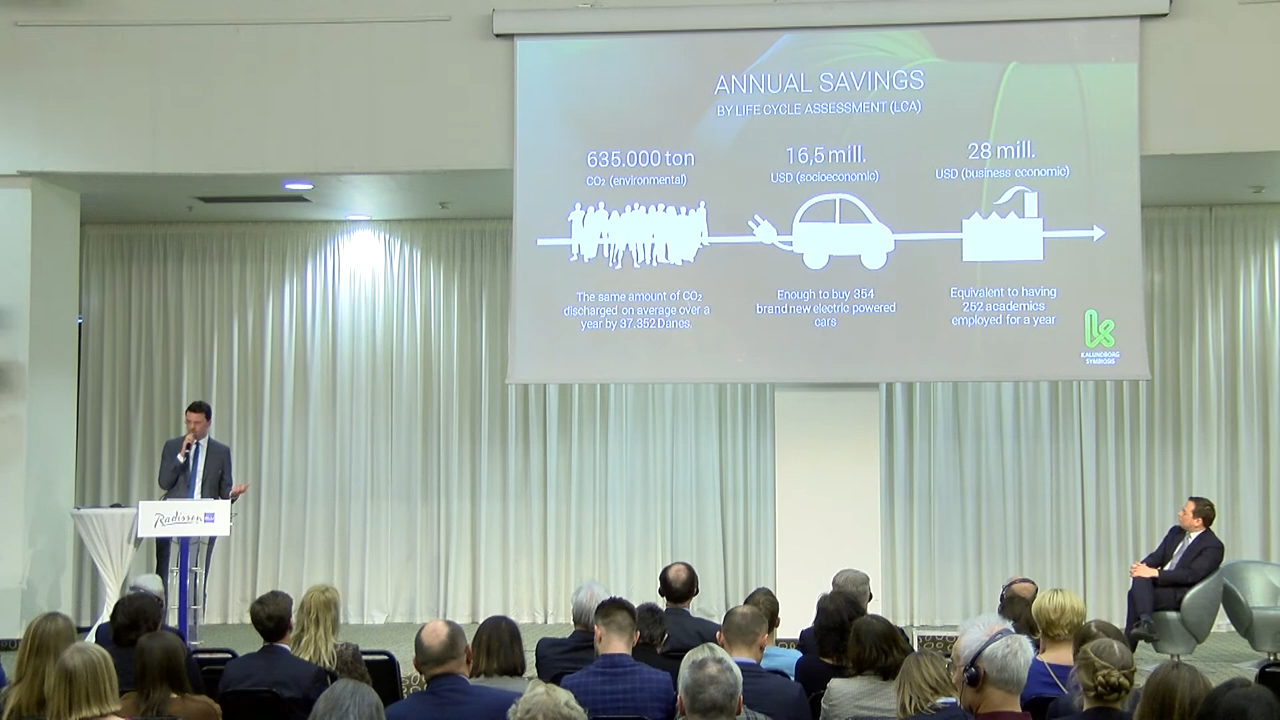 ANNUAL SAVINGS
BY LIFE CYCLE ASSESSMENT (LCA)
635.000 ton
CO₂ (environmental)
The same amount of CO₂
discharged on average over a
year by 37.352 Danes.
16,5 mill.
USD (socioeconomic)
Enough to buy 354
brand new electric powered
cars
28 mill.
USD (business economic)
Equivalent to having
252 academics
employed for a year
KALUNDBORG
SYMBIOSIS
Radisson